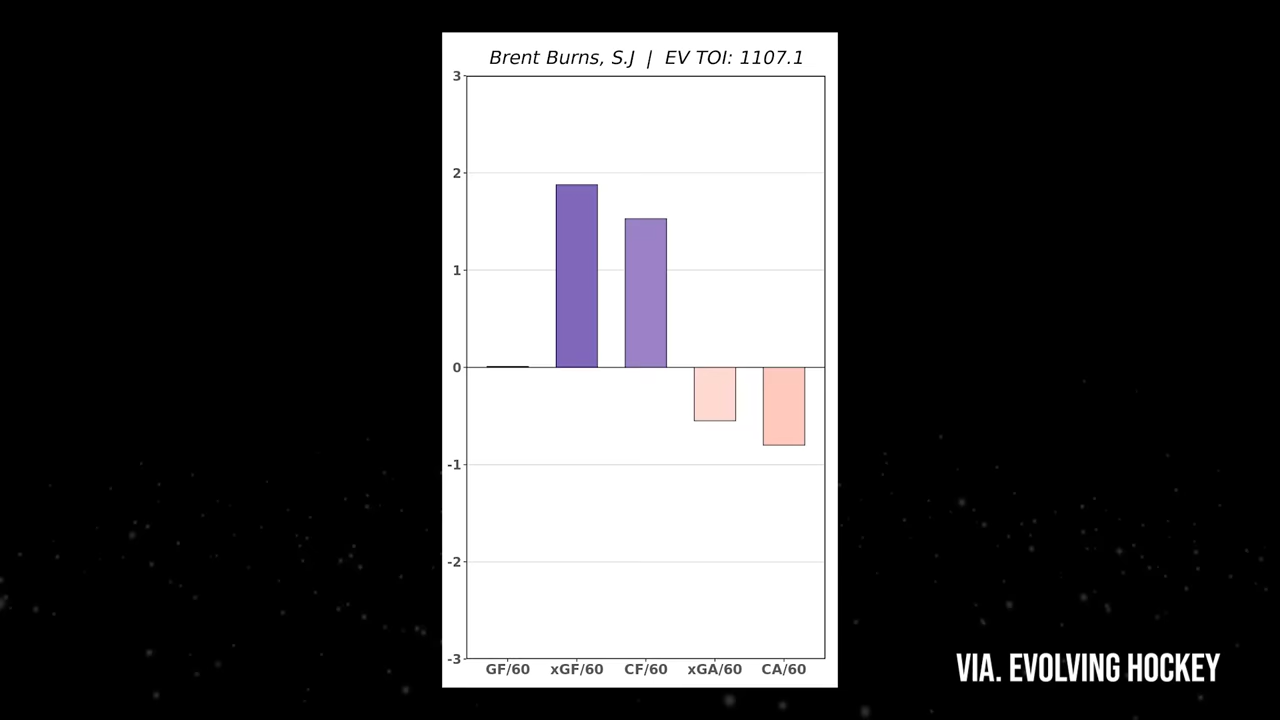 Brent Burns, S.J | EV TOI: 1107.1
3
2
1
0
-1
-2
-3
GF/60 xGF/60 CF/60 xGA/60 CA/60
VIA. EVOLVING HOCKEY